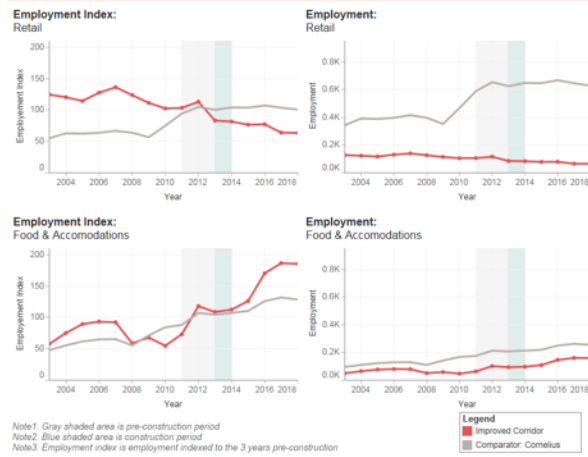 Employment Index:
Retail
200
150
100
50
0
Employement Index
2004 2006 2008 2010 2012 2014 2016 2018
Year
Employment:
Retail
0.8K
0.6K
0.4K
0.2K
0.0K
Employment
2004 2006 2008 2010 2012 2014 2016 2018
Year
Employment Index:
Food & Accomodations
200
150
100
50
0
Employment Index
2004 2006 2008 2010 2012 2014 2016 2018
Year
Employment:
Food & Accomodations
0.8K
0.6K
0.4K
0.2K
0.0K
Employment
2004 2006 2008 2010 2012 2014 2016 2018
Year
Note1. Gray shaded area is pre-construction period
Note2. Blue shaded area is construction period
Note3. Employment index is employment indexed to the 3 years pre-construction
Legend
Improved Corridor
Comparator: Cornelius